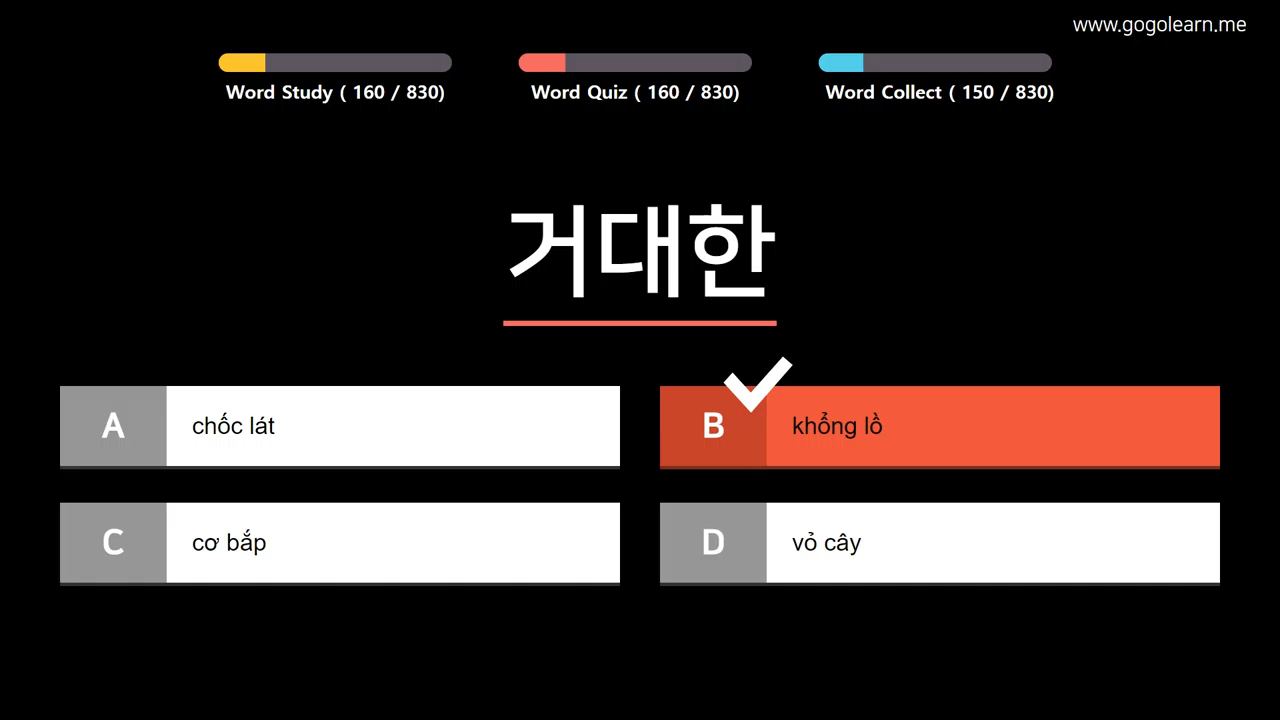 www.gogolearn.me
Word Study ( 160 / 830)
Word Quiz ( 160 / 830)
Word Collect ( 150 / 830)
거대한
A chốc lát
B khổng lồ
C cơ bắp
D vỏ cây